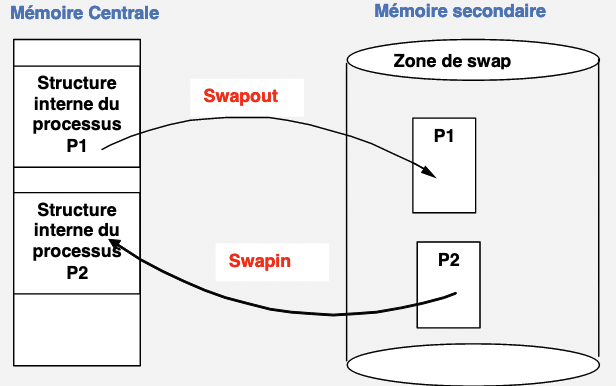 Mémoire Centrale
Mémoire secondaire
Zone de swap
Structure
interne du
processus
P1
Swapout
P1
Structure
interne du
processus
P2
Swapin
P2